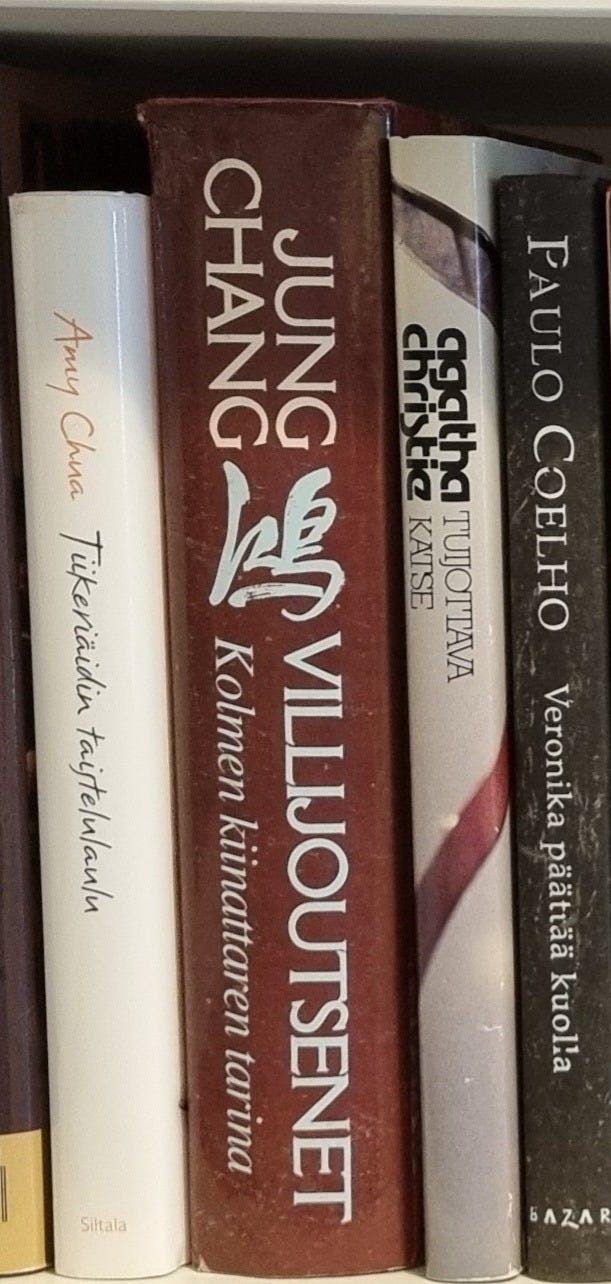 Amy Chua Tiikeriäidin taistelulaulu
Siltala
JUNG
CHANG
鴻
VILLIJOUTSENET
Kolmen kiinattaren tarina
agatha
christie
TUIJOTTAVA
KATSE
PAULO COELHO Veronika päättää kuolla
BAZAR